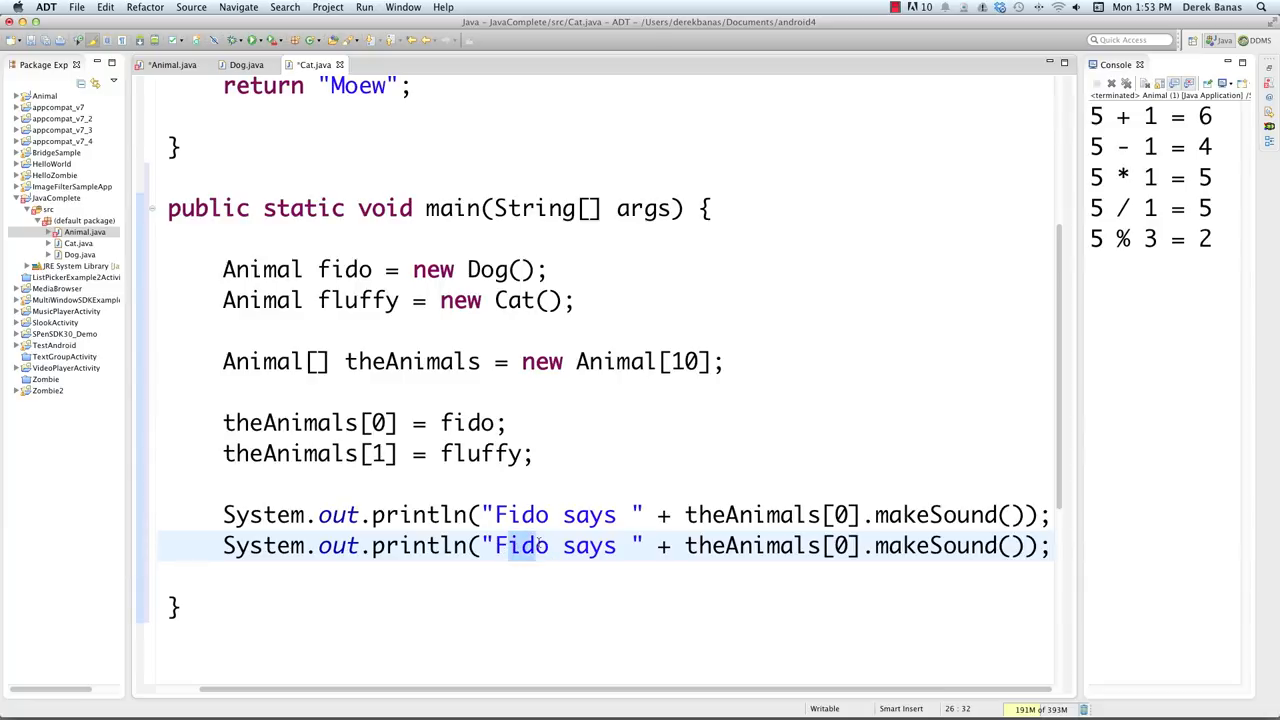 ADT File Edit Refactor Source Navigate Search Project Run Window Help 10 Mon 1:53 PM Derek Banas
Java - JavaComplete/src/Cat.java - ADT - /Users/derekbanas/Documents/android4
Quick Access Java DDMS
Package Exp
Animal
appcompat_v7
appcompat_v7_2
appcompat_v7_3
appcompat_v7_4
BridgeSample
HelloWorld
HelloZombie
ImageFilterSampleApp
JavaComplete
src
(default package)
Animal.java
Cat.java
Dog.java
JRE System Library [Ja
ListPickerExample2Activi
MediaBrowser
MultiWindowSDKExample
MusicPlayerActivity
SlookActivity
SPenSDK30_Demo
TestAndroid
TextGroupActivity
VideoPlayerActivity
Zombie
Zombie2
*Animal.java Dog.java *Cat.java
return "Moew";
}
public static void main(String[] args) {
Animal fido = new Dog();
Animal fluffy = new Cat();
Animal[] theAnimals = new Animal[10];
theAnimals[0] = fido;
theAnimals[1] = fluffy;
System.out.println("Fido says " + theAnimals[0].makeSound());
System.out.println("Fido says " + theAnimals[0].makeSound());
}
Console
<terminated> Animal (1) [Java Application] /S
5 + 1 = 6
5 - 1 = 4
5 * 1 = 5
5 / 1 = 5
5 % 3 = 2
Writable Smart Insert 26 : 32 191M of 393M